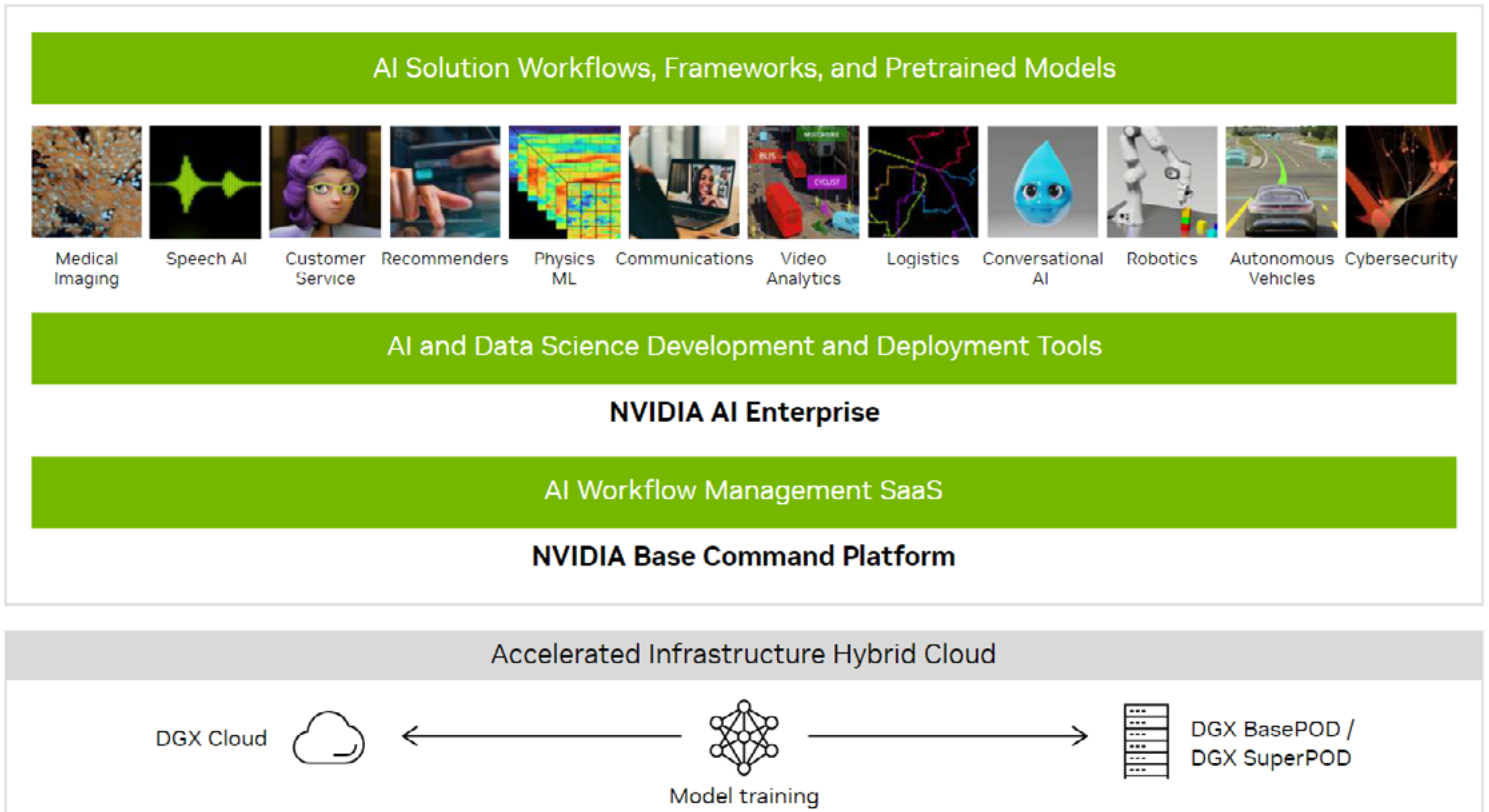 AI Solution Workflows, Frameworks, and Pretrained Models
MOTORBIKE
BUS
CYCLIST
Medical Imaging
Speech AI
Customer Service
Recommenders
Physics ML
Communications
Video Analytics
Logistics
Conversational AI
Robotics
Autonomous Vehicles
Cybersecurity
AI and Data Science Development and Deployment Tools
NVIDIA AI Enterprise
AI Workflow Management SaaS
NVIDIA Base Command Platform
Accelerated Infrastructure Hybrid Cloud
DGX Cloud
Model training
DGX BasePOD /
DGX SuperPOD